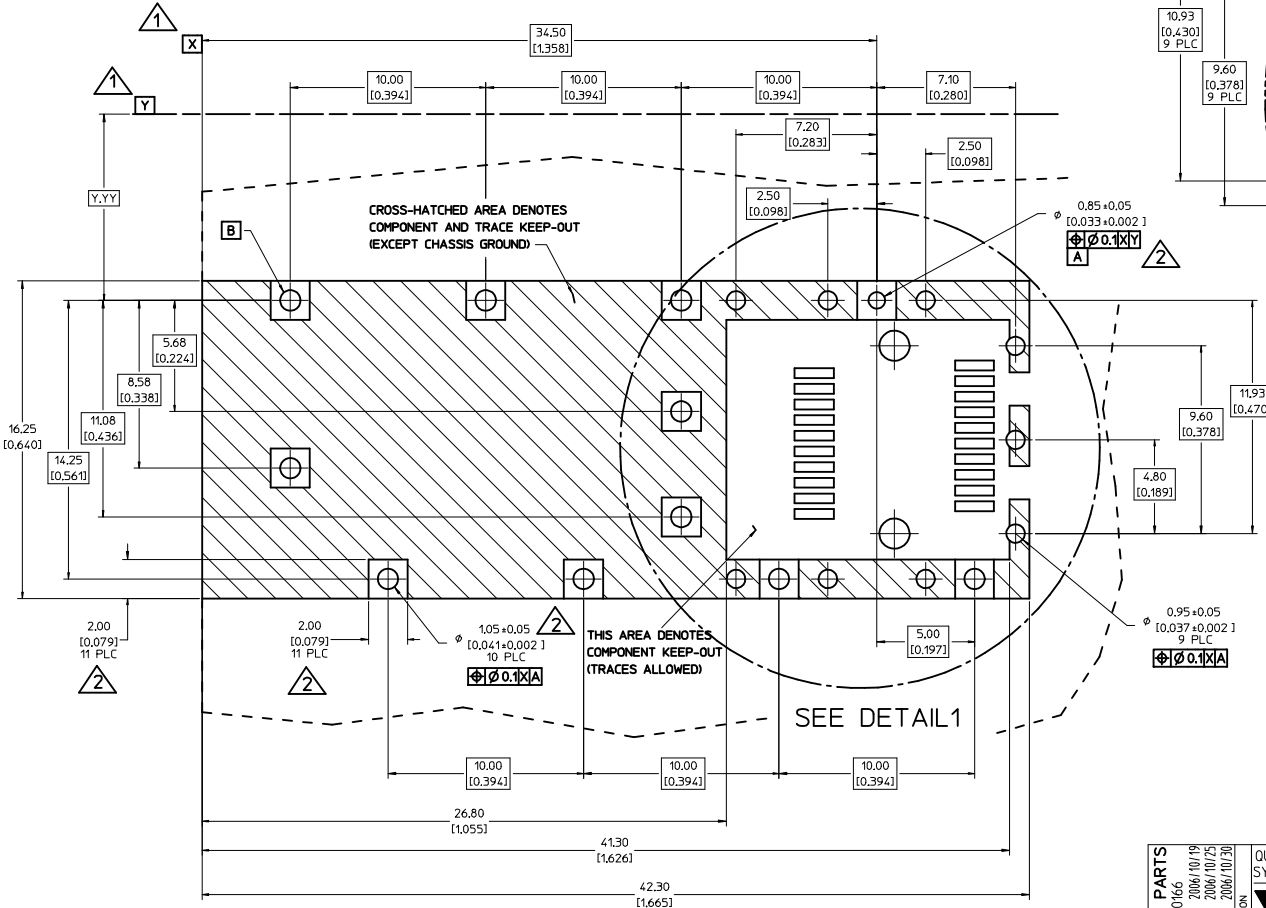 1
X
34.50
[1.358]
10.93
[0.430]
9 PLC
9.60
[0.378]
9 PLC
1
Y
10.00
[0.394]
10.00
[0.394]
10.00
[0.394]
7.10
[0.280]
7.20
[0.283]
2.50
[0.098]
2.50
[0.098]
Y.YY
CROSS-HATCHED AREA DENOTES
COMPONENT AND TRACE KEEP-OUT
(EXCEPT CHASSIS GROUND)
B
⌀ 0.85±0.05
[0.033±0.002 ]
⌖ ⌀ 0.1 X Y
A
2
5.68
[0.224]
8.58
[0.338]
11.08
[0.436]
14.25
[0.561]
16.25
[0.640]
11.93
[0.470
9.60
[0.378]
4.80
[0.189]
2.00
[0.079]
11 PLC
2
2.00
[0.079]
11 PLC
2
⌀ 1.05±0.05
[0.041±0.002 ]
10 PLC
⌖ ⌀ 0.1 X A
2
THIS AREA DENOTES
COMPONENT KEEP-OUT
(TRACES ALLOWED)
5.00
[0.197]
⌀ 0.95±0.05
[0.037±0.002 ]
9 PLC
⌖ ⌀ 0.1 X A
SEE DETAIL1
10.00
[0.394]
10.00
[0.394]
10.00
[0.394]
26.80
[1.055]
41.30
[1.626]
42.30
[1.665]
PARTS
0166
2006/10/19
2006/10/25
2006/10/30
ON
QU
SY